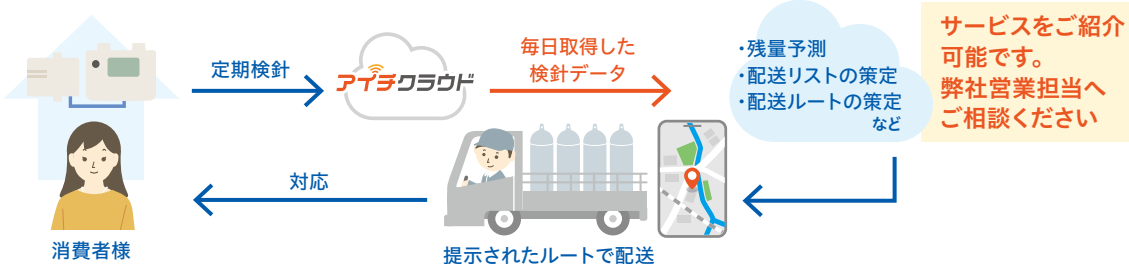 定期検針
アイチクラウド
毎日取得した
検針データ
・残量予測
・配送リストの策定
・配送ルートの策定
など
サービスをご紹介
可能です。
弊社営業担当へ
ご相談ください
対応
消費者様
提示されたルートで配送